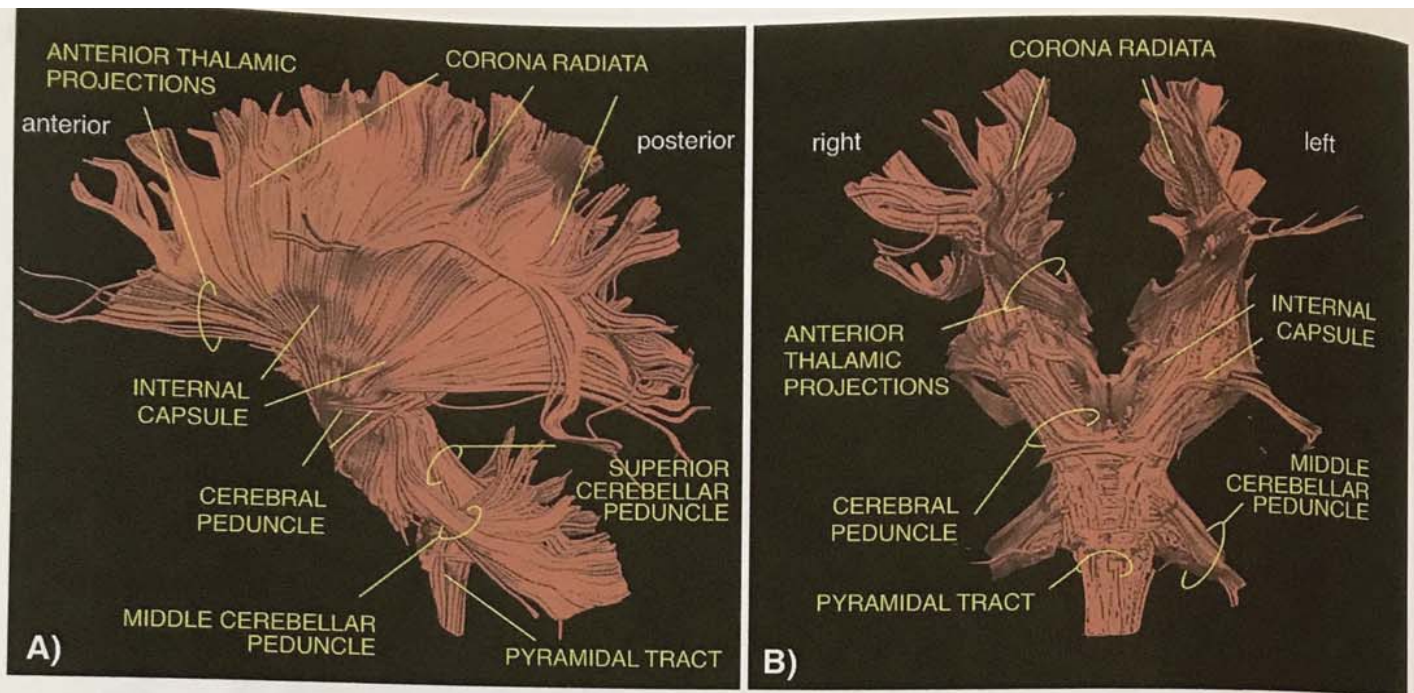 ANTERIOR THALAMIC
PROJECTIONS
CORONA RADIATA
anterior
posterior
INTERNAL
CAPSULE
CEREBRAL
PEDUNCLE
SUPERIOR
CEREBELLAR
PEDUNCLE
MIDDLE CEREBELLAR
PEDUNCLE
PYRAMIDAL TRACT
A)
CORONA RADIATA
right
left
ANTERIOR
THALAMIC
PROJECTIONS
INTERNAL
CAPSULE
CEREBRAL
PEDUNCLE
MIDDLE
CEREBELLAR
PEDUNCLE
PYRAMIDAL TRACT
B)